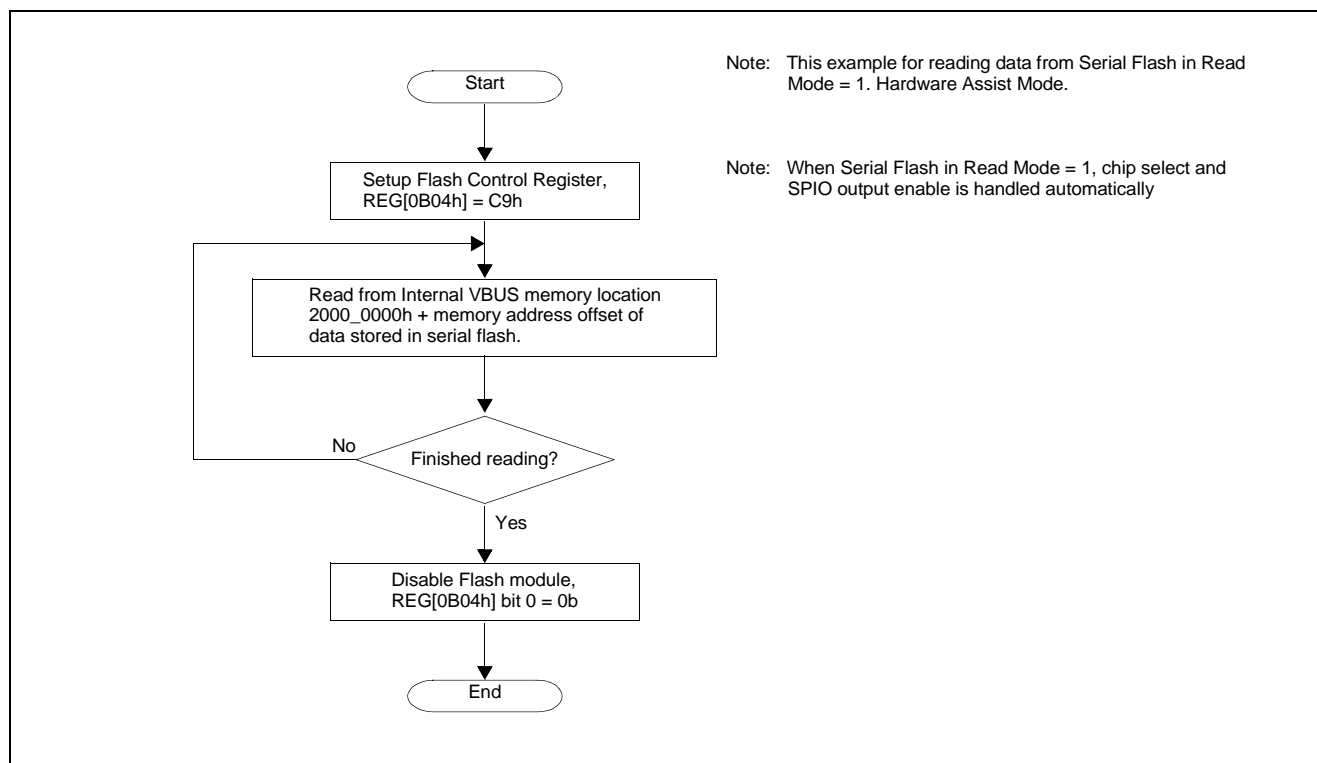 Note: This example for reading data from Serial Flash in Read
Mode = 1. Hardware Assist Mode.
Note: When Serial Flash in Read Mode = 1, chip select and
SPIO output enable is handled automatically
Start
Setup Flash Control Register,
REG[0B04h] = C9h
Read from Internal VBUS memory location
2000_0000h + memory address offset of
data stored in serial flash.
Finished reading?
No
Yes
Disable Flash module,
REG[0B04h] bit 0 = 0b
End